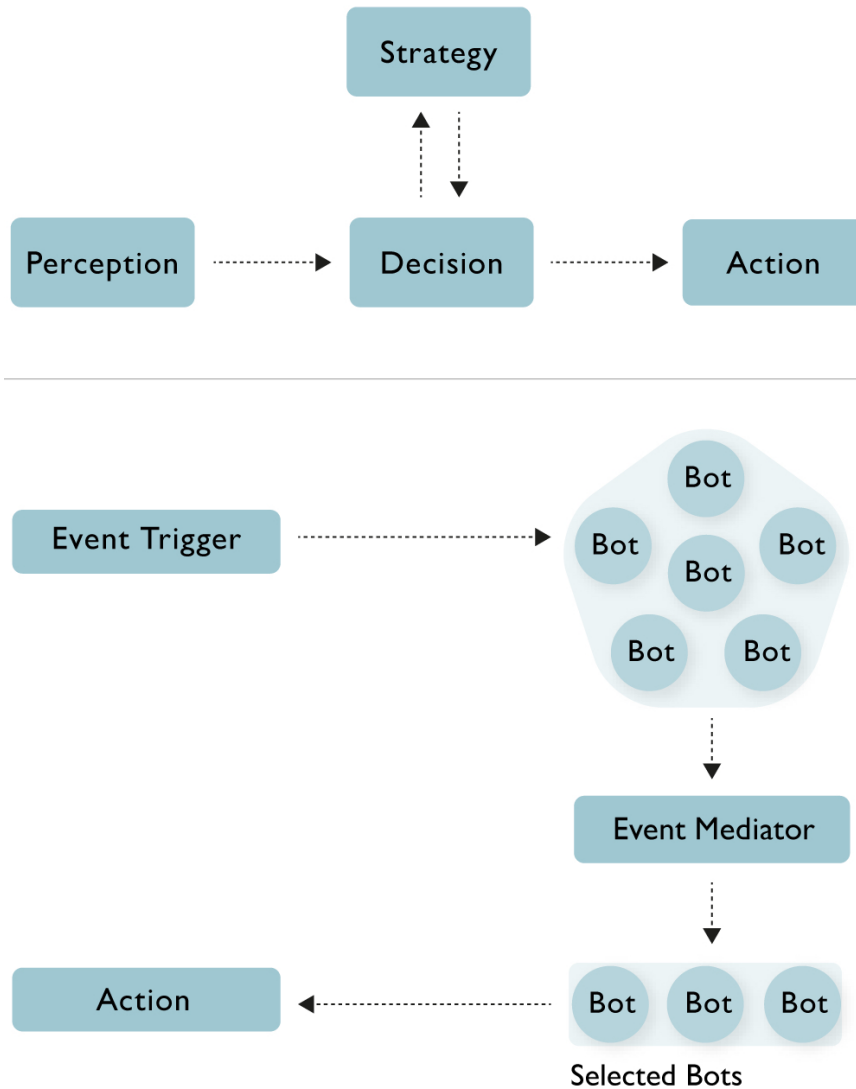 Strategy
Perception
Decision
Action
Event Trigger
Bot
Bot
Bot
Bot
Bot
Bot
Event Mediator
Action
Bot
Bot
Bot
Selected Bots